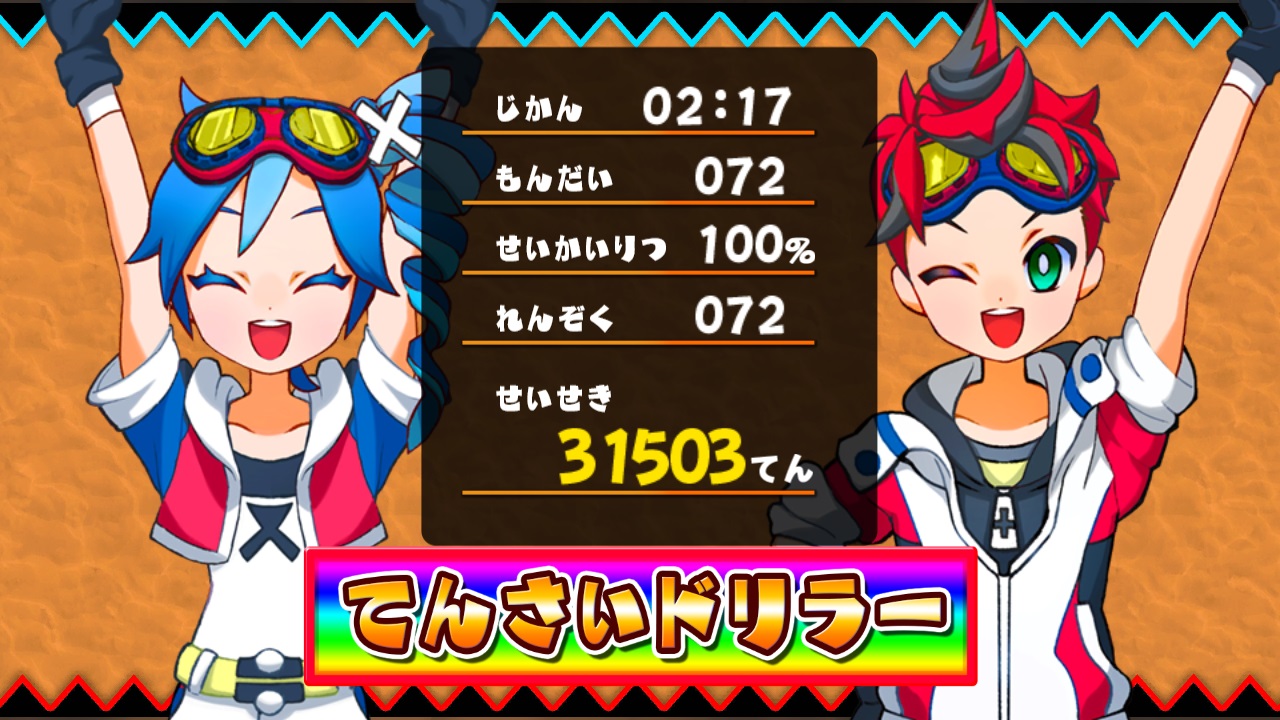 じかん 02:17
もんだい 072
せいかいりつ 100%
れんぞく 072
せいせき
31503てん
てんさいドリラー